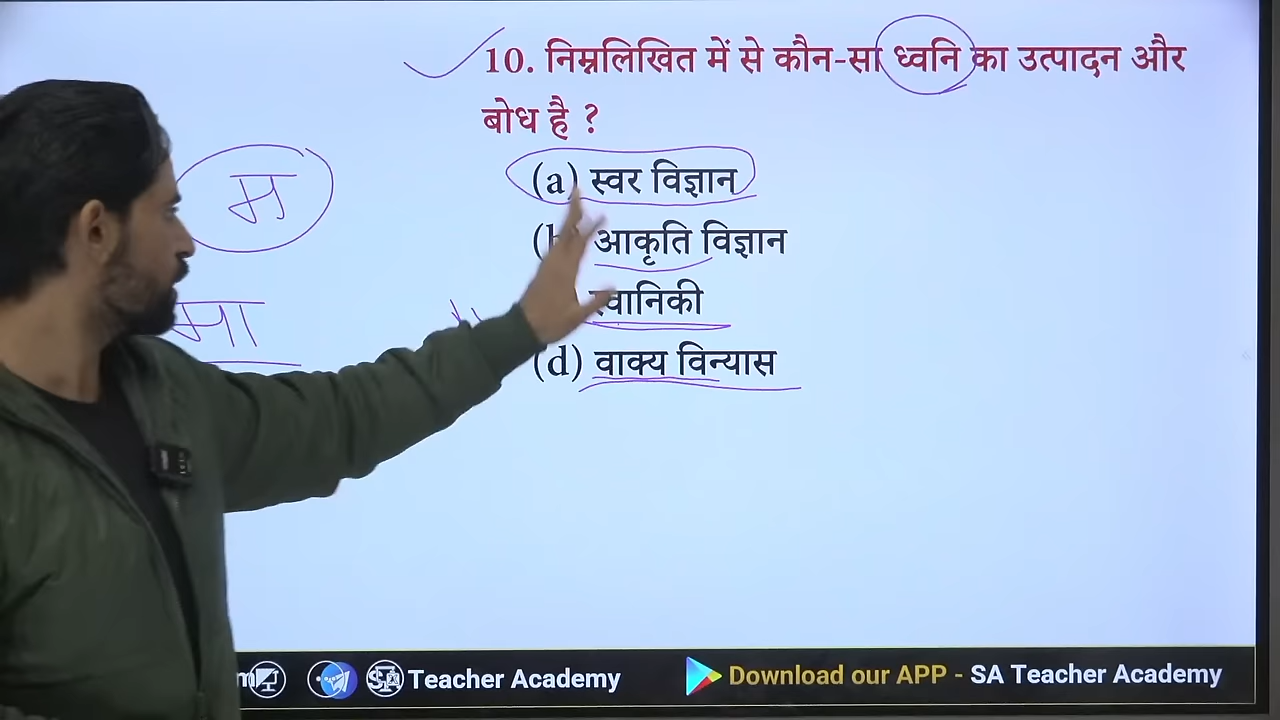 10. निम्नलिखित में से कौन-सा ध्वनि का उत्पादन और
बोध है ?
(a) स्वर विज्ञान
आकृति विज्ञान
(d) वाक्य विन्यास
म
मा
Teacher Academy
Download our APP - SA Teacher Academy